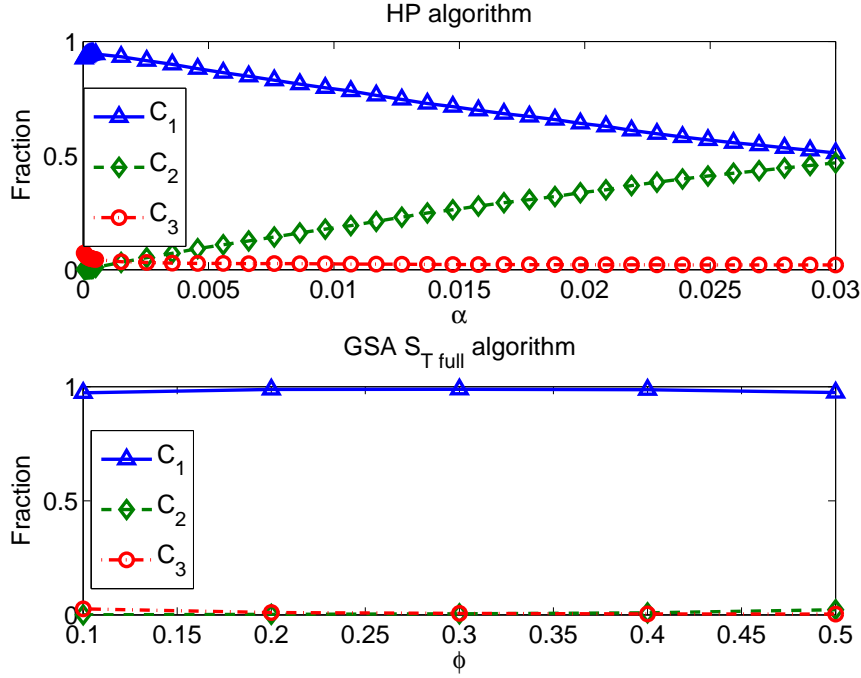 HP algorithm
1
0.5
0
Fraction
C1
C2
C3
0 0.005 0.01 0.015 0.02 0.025 0.03
α
GSA ST full algorithm
1
0.5
0
Fraction
C1
C2
C3
0.1 0.15 0.2 0.25 0.3 0.35 0.4 0.45 0.5
ϕ